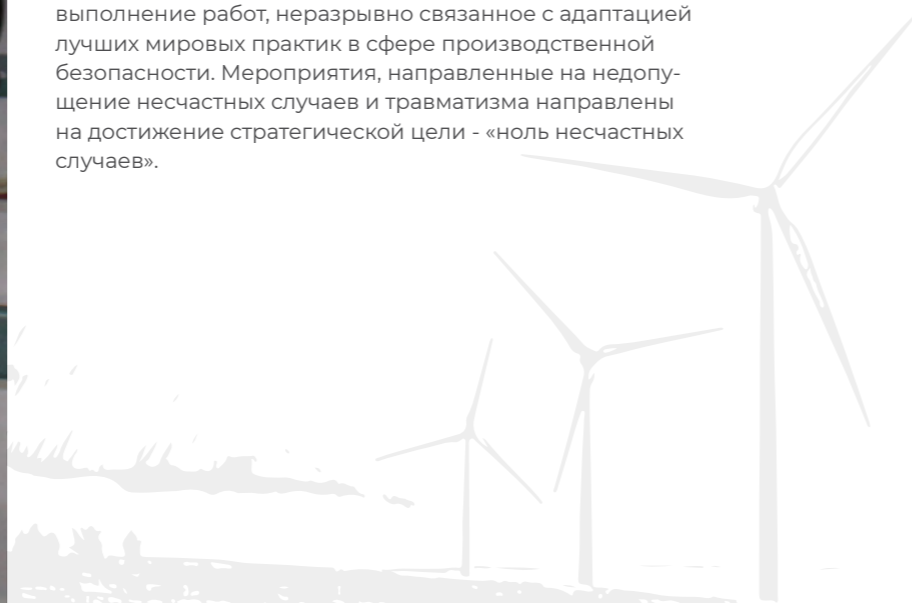 выполнение работ, неразрывно связанное с адаптацией
лучших мировых практик в сфере производственной
безопасности. Мероприятия, направленные на недопу-
щение несчастных случаев и травматизма направлены
на достижение стратегической цели - «ноль несчастных
случаев».